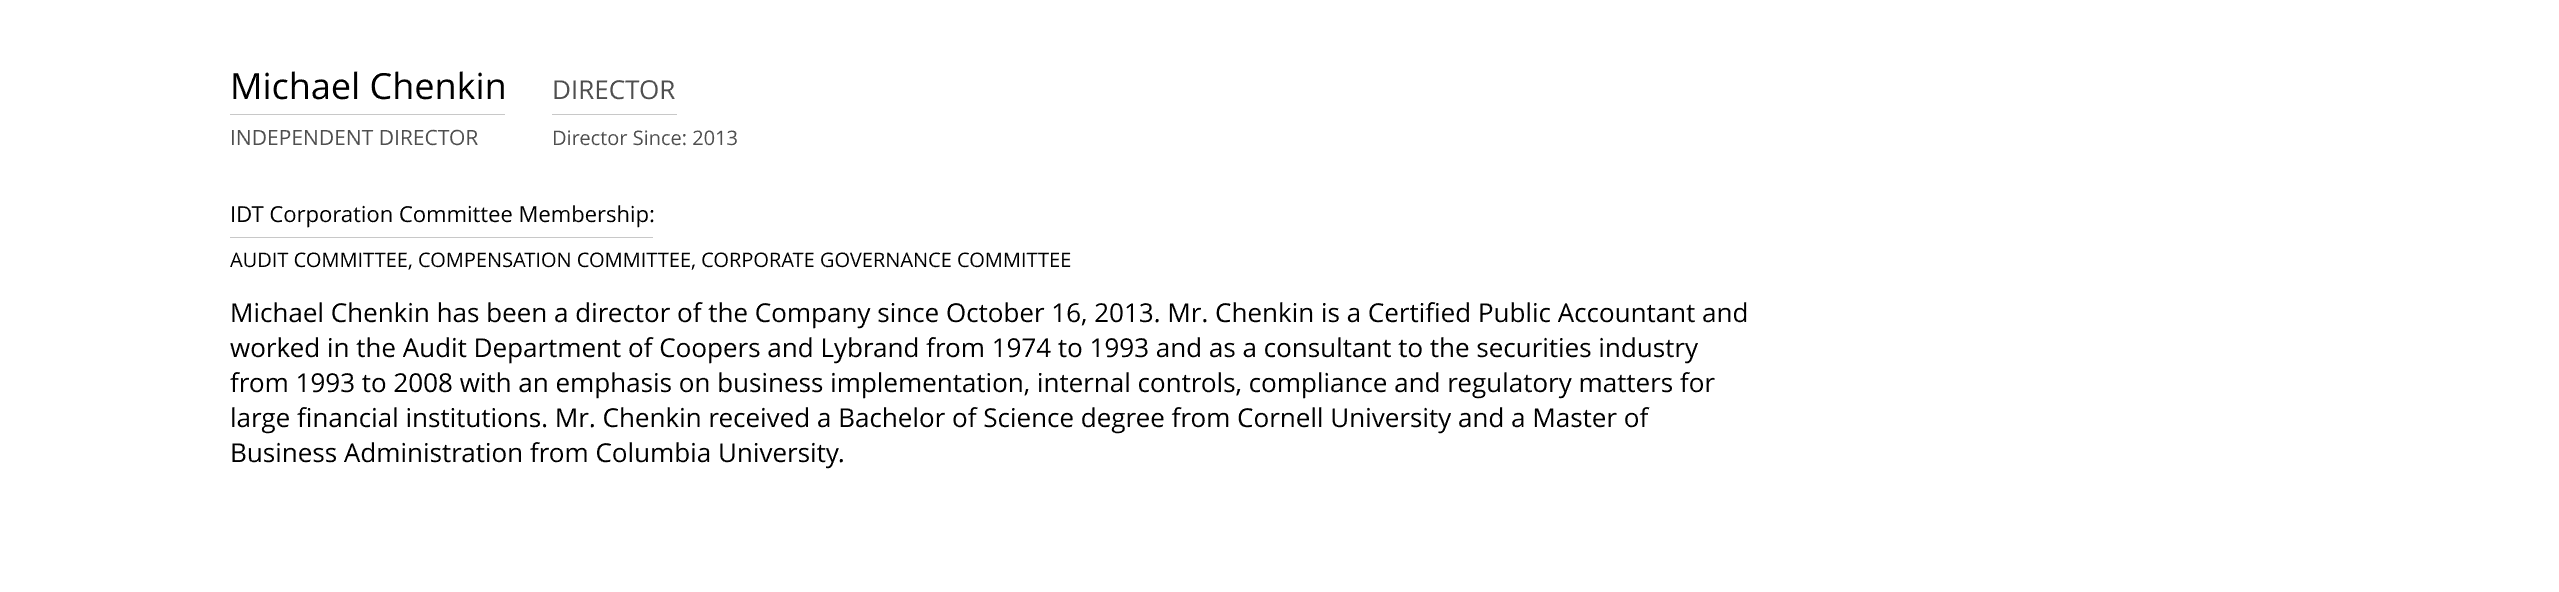 Michael Chenkin DIRECTOR
INDEPENDENT DIRECTOR Director Since: 2013
IDT Corporation Committee Membership:
AUDIT COMMITTEE, COMPENSATION COMMITTEE, CORPORATE GOVERNANCE COMMITTEE
Michael Chenkin has been a director of the Company since October 16, 2013. Mr. Chenkin is a Certified Public Accountant and
worked in the Audit Department of Coopers and Lybrand from 1974 to 1993 and as a consultant to the securities industry
from 1993 to 2008 with an emphasis on business implementation, internal controls, compliance and regulatory matters for
large financial institutions. Mr. Chenkin received a Bachelor of Science degree from Cornell University and a Master of
Business Administration from Columbia University.